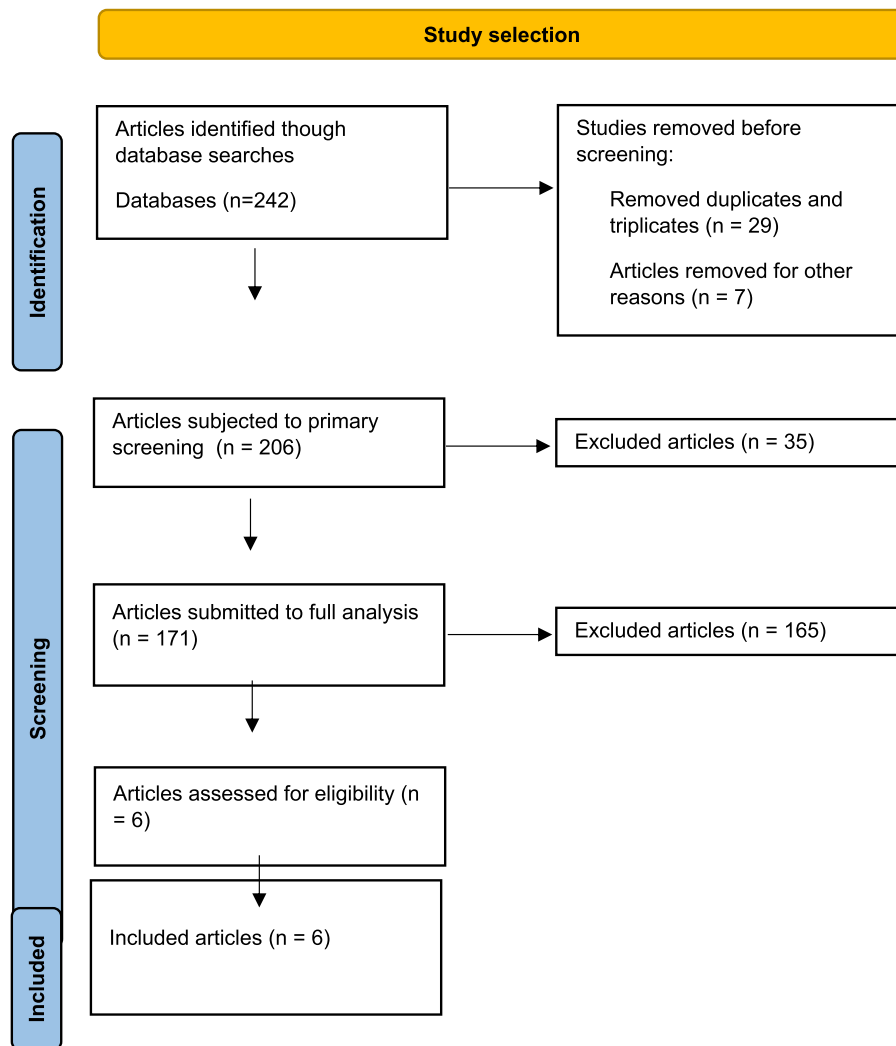 Study selection
Identification
Articles identified though
database searches
Databases (n=242)
Studies removed before
screening:
Removed duplicates and
triplicates (n = 29)
Articles removed for other
reasons (n = 7)
Screening
Articles subjected to primary
screening  (n = 206)
Excluded articles (n = 35)
Articles submitted to full analysis
(n = 171)
Excluded articles (n = 165)
Articles assessed for eligibility (n
= 6)
Included
Included articles (n = 6)